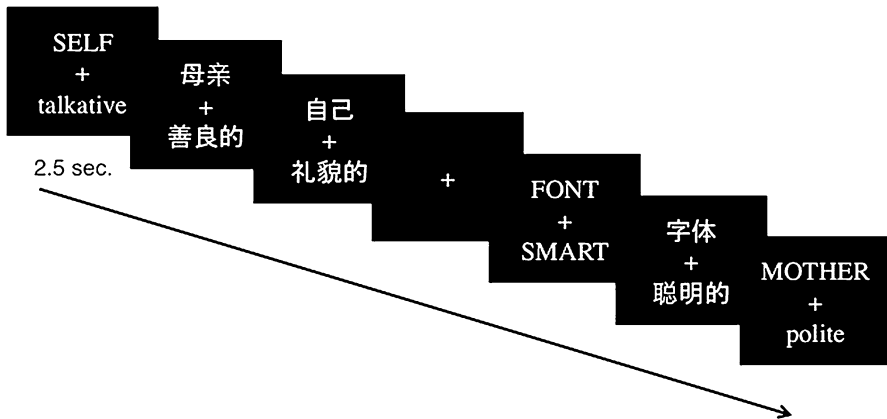 SELF
+
talkative
母亲
+
善良的
自己
+
礼貌的
+
FONT
+
SMART
字体
+
聪明的
MOTHER
+
polite
2.5 sec.